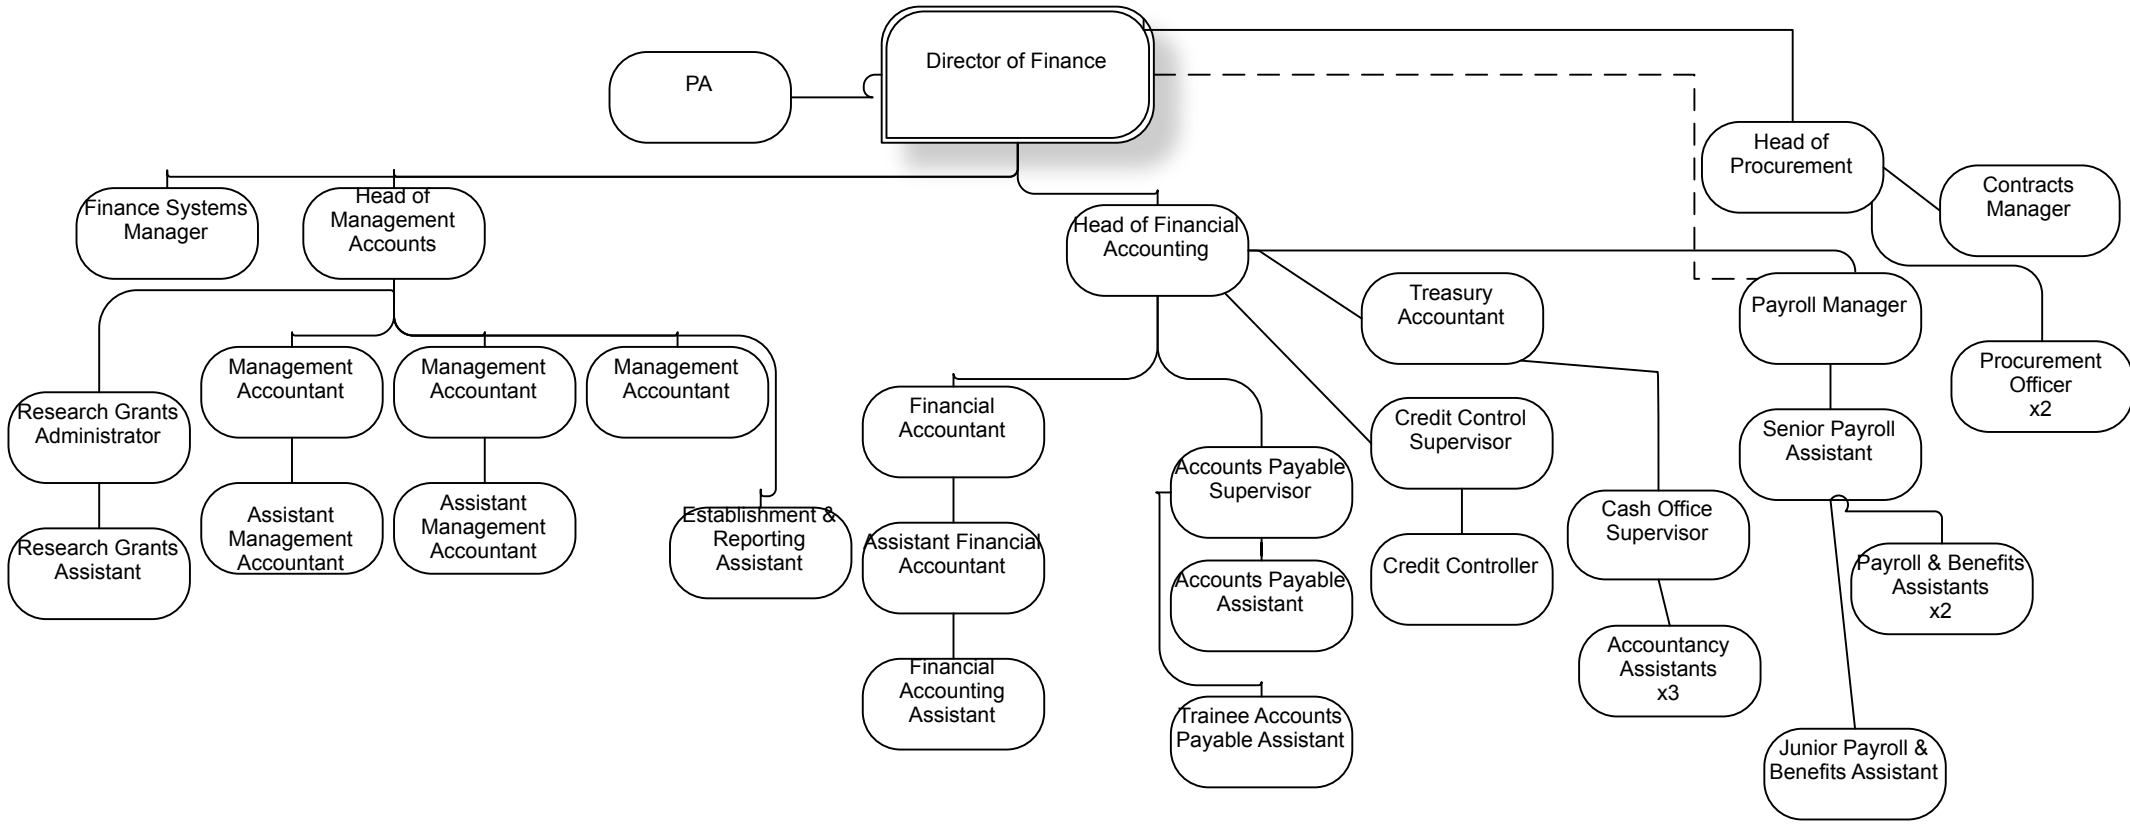 Director of Finance
PA
Head of
Procurement
Contracts
Manager
Finance Systems
Manager
Head of
Management
Accounts
Head of Financial
Accounting
Treasury
Accountant
Payroll Manager
Procurement
Officer
x2
Management
Accountant
Management
Accountant
Management
Accountant
Research Grants
Administrator
Financial
Accountant
Credit Control
Supervisor
Senior Payroll
Assistant
Accounts Payable
Supervisor
Assistant
Management
Accountant
Assistant
Management
Accountant
Establishment &
Reporting
Assistant
Cash Office
Supervisor
Research Grants
Assistant
Assistant Financial
Accountant
Accounts Payable
Assistant
Credit Controller
Payroll & Benefits
Assistants
x2
Accountancy
Assistants
x3
Financial
Accounting
Assistant
Trainee Accounts
Payable Assistant
Junior Payroll &
Benefits Assistant